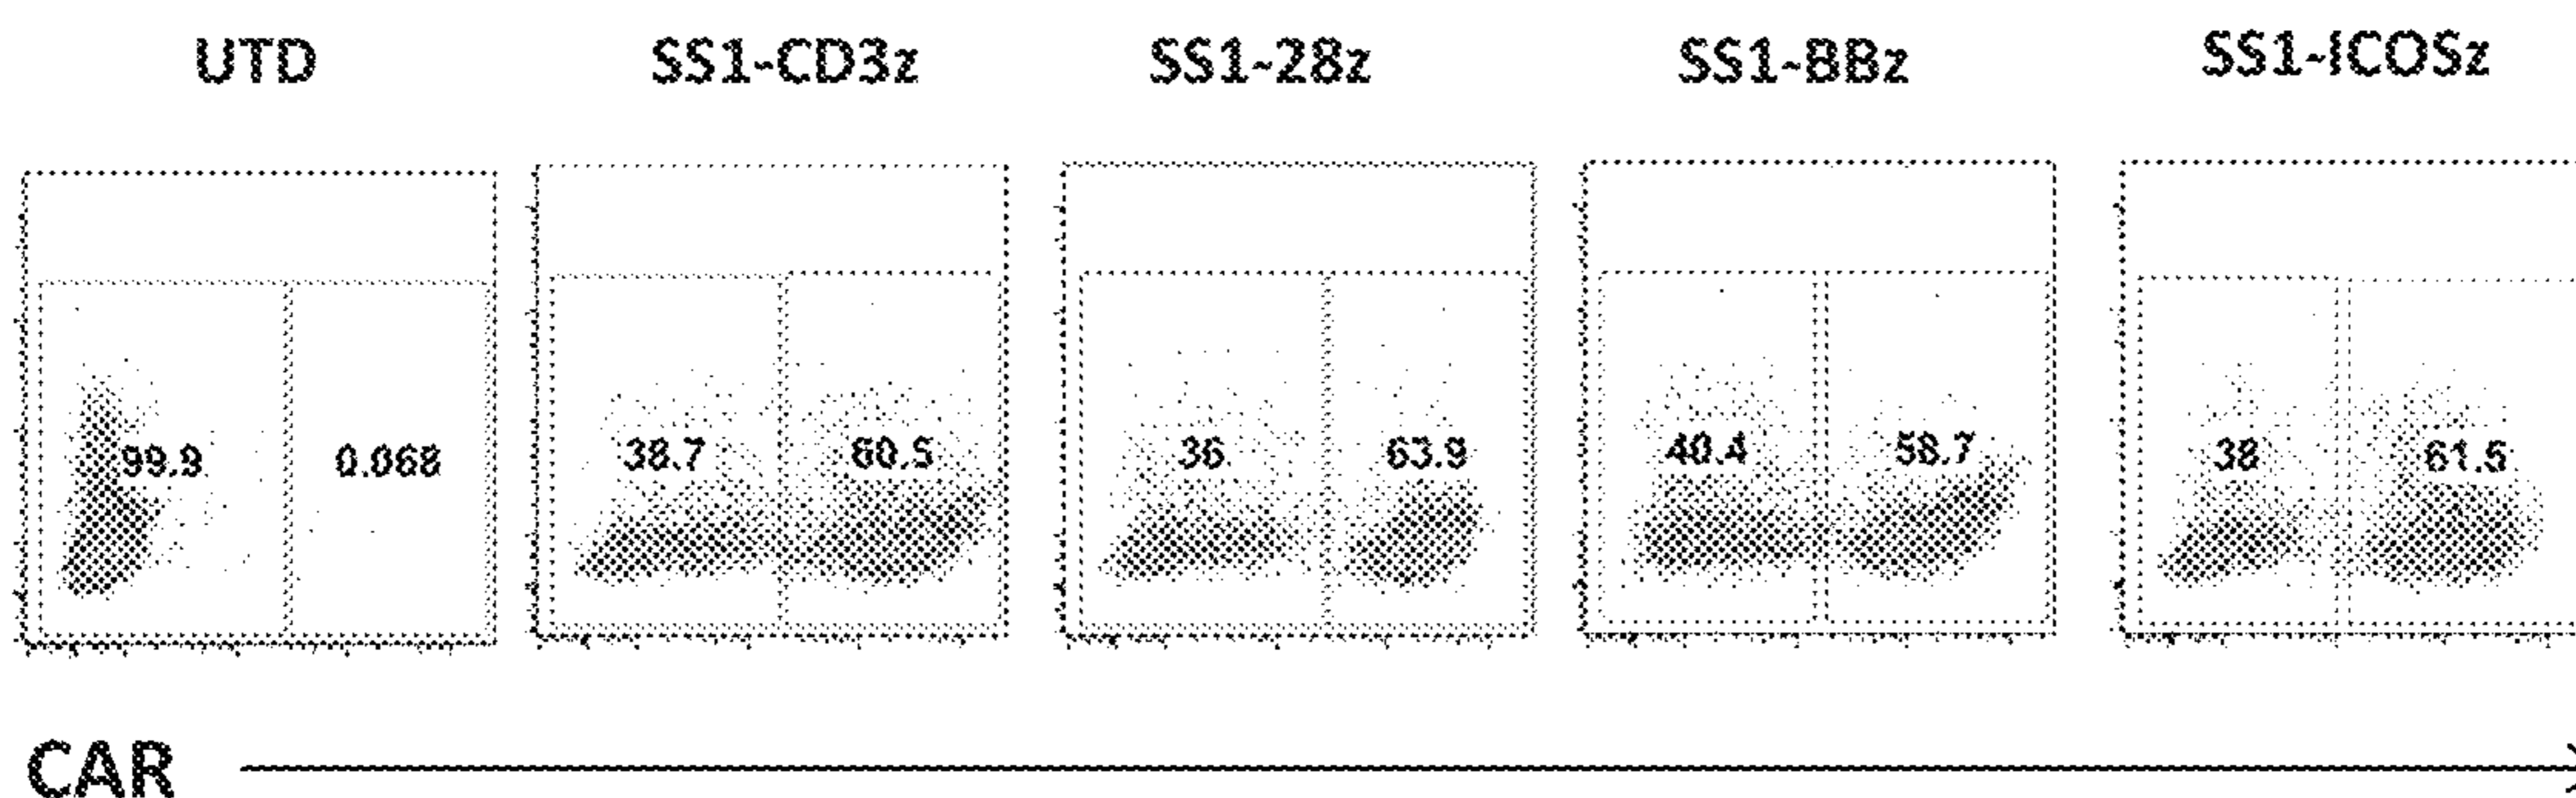 UTD SS1-CD3z SS1-28z SS1-BBz SS1-ICOSz
99.9 0.068 38.7 60.5 36 63.9 40.4 58.7 38 61.5
CAR